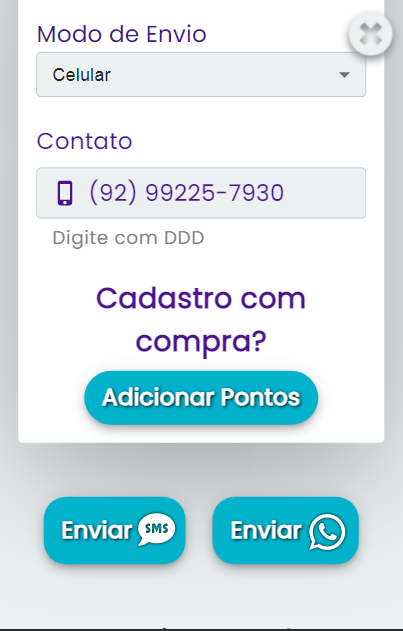 Modo de Envio
Celular
Contato
(92) 99225-7930
Digite com DDD
Cadastro com
compra?
Adicionar Pontos
Enviar SMS
Enviar